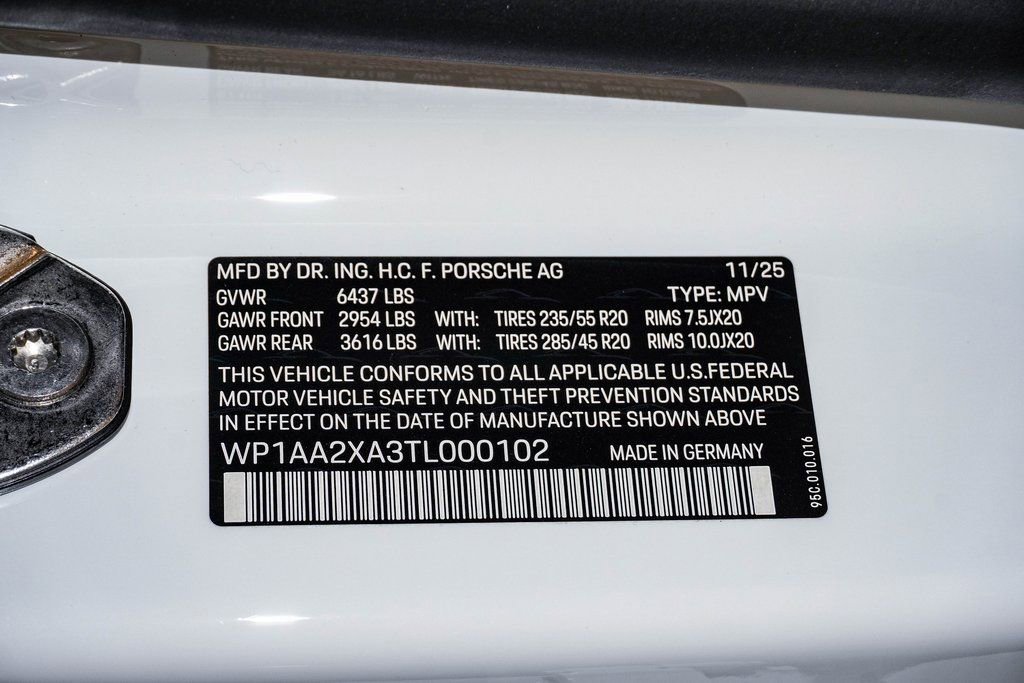 MFD BY DR. ING. H.C. F. PORSCHE AG 11/25
GVWR 6437 LBS TYPE: MPV
GAWR FRONT 2954 LBS WITH: TIRES 235/55 R20 RIMS 7.5JX20
GAWR REAR 3616 LBS WITH: TIRES 285/45 R20 RIMS 10.0JX20
THIS VEHICLE CONFORMS TO ALL APPLICABLE U.S.FEDERAL
MOTOR VEHICLE SAFETY AND THEFT PREVENTION STANDARDS
IN EFFECT ON THE DATE OF MANUFACTURE SHOWN ABOVE
WP1AA2XA3TL000102 MADE IN GERMANY
95C.010.016